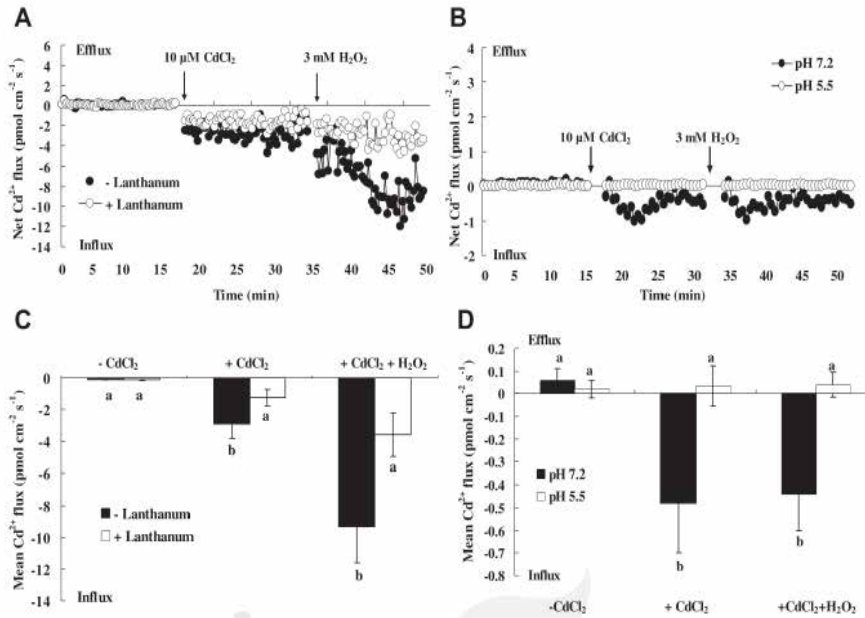 A
Net Cd²⁺ flux (pmol cm⁻² s⁻¹)
6
4
2
0
-2
-4
-6
-8
-10
-12
-14
Efflux
10 µM CdCl₂
3 mM H₂O₂
- Lanthanum
+ Lanthanum
Influx
0 5 10 15 20 25 30 35 40 45 50
Time (min)
B
Net Cd²⁺ flux (pmol cm⁻² s⁻¹)
4
3
2
1
0
-1
-2
Efflux
pH 7.2
pH 5.5
10 µM CdCl₂
3 mM H₂O₂
Influx
0 5 10 15 20 25 30 35 40 45 50
Time (min)
C
Mean Cd²⁺ flux (pmol cm⁻² s⁻¹)
- CdCl₂
+ CdCl₂
+ CdCl₂ + H₂O₂
0
-2
-4
-6
-8
-10
-12
-14
a a
b a
b a
- Lanthanum
+ Lanthanum
Influx
D
Mean Cd²⁺ flux (pmol cm⁻² s⁻¹)
Efflux
0.2
0.1
0
-0.1
-0.2
-0.3
-0.4
-0.5
-0.6
-0.7
-0.8
a a
b a
b a
pH 7.2
pH 5.5
Influx
-CdCl₂
+ CdCl₂
+CdCl₂+H₂O₂